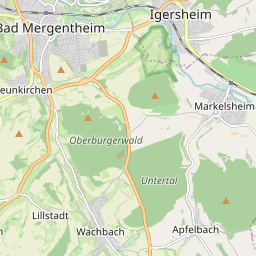 Igersheim
Bad Mergentheim
eunkirchen
Markelsheim
Oberburgerwald
Untertal
Lillstadt
Wachbach
Apfelbach